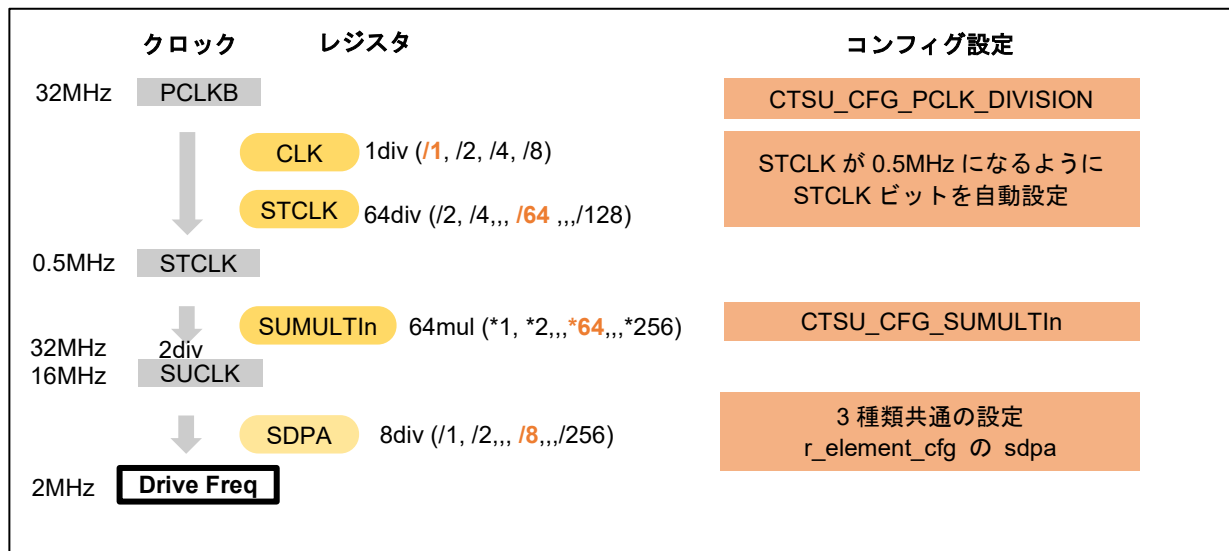 クロック レジスタ コンフィグ設定
32MHz PCLKB CTSU_CFG_PCLK_DIVISION
CLK 1div (/1, /2, /4, /8)
STCLK が 0.5MHz になるように
STCLK ビットを自動設定
STCLK 64div (/2, /4,,, /64 ,,,/128)
0.5MHz STCLK
SUMULTIn 64mul (*1, *2,,,*64,,,*256) CTSU_CFG_SUMULTIn
32MHz 2div
16MHz SUCLK
SDPA 8div (/1, /2,,, /8,,,/256)
3 種類共通の設定
r_element_cfg の sdpa
2MHz Drive Freq